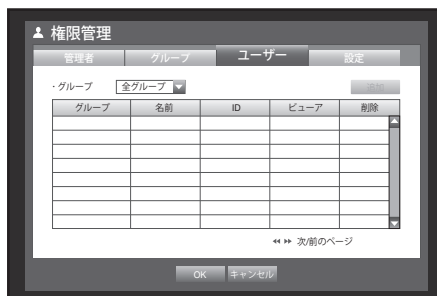 権限管理
管理者 グループ ユーザー 設定
· グループ 全グループ 追加
グループ 名前 ID ビューア 削除
次/前のページ
OK キャンセル